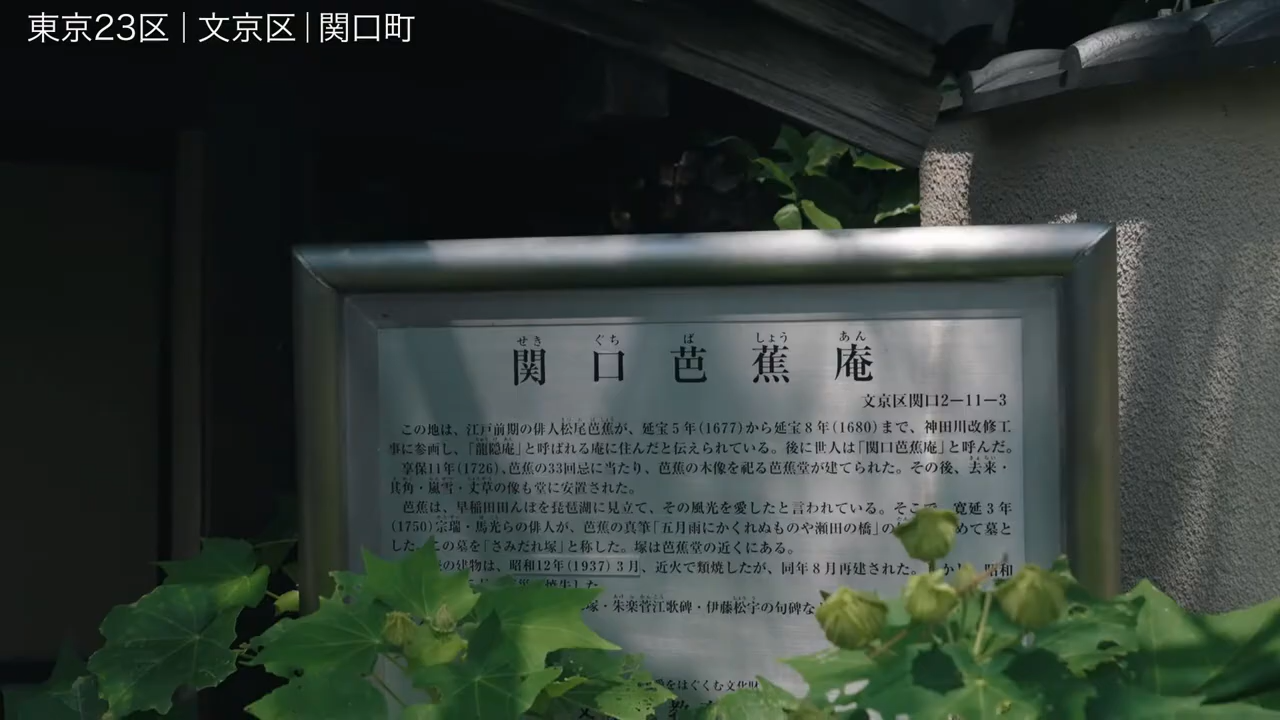 東京23区｜文京区｜関口町
せき ぐち ば しょう あん
関口芭蕉庵
文京区関口2－11－3
この地は、江戸前期の俳人松尾芭蕉が、延宝5年(1677)から延宝8年(1680)まで、神田川改修工
事に参画し、「龍隠庵」と呼ばれる庵に住んだと伝えられている。後に世人は「関口芭蕉庵」と呼んだ。
享保11年(1726)、芭蕉の33回忌に当たり、芭蕉の木像を祀る芭蕉堂が建てられた。その後、去来・
其角・嵐雪・丈草の像も堂に安置された。
芭蕉は、早稲田田んぼを琵琶湖に見立て、その風光を愛したと言われている。そこで、寛延3年
(1750)宗瑞・馬光らの俳人が、芭蕉の真筆「五月雨にかくれぬものや瀬田の橋」の めて墓と
した。この墓を「さみだれ塚」と称した。塚は芭蕉堂の近くにある。
の建物は、昭和12年(1937)3月、近火で類焼したが、同年8月再建された。しかし、昭和
焼失した
塚・朱楽菅江歌碑・伊藤松宇の句碑な
をはぐくむ文化財